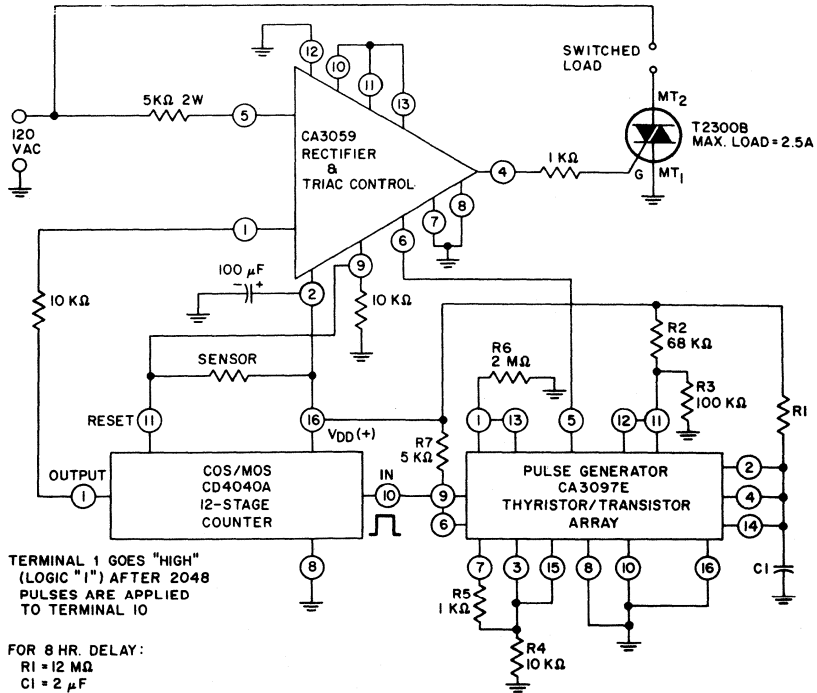 SWITCHED
LOAD
12
10
11
13
MT2
T2300B
MAX. LOAD = 2.5A
G
MT1
5KΩ 2W
5
120
VAC
CA3059
RECTIFIER
&
TRIAC CONTROL
4
1 KΩ
1
8
7
6
9
100 μF
- +
2
10 KΩ
10 KΩ
SENSOR
R6
2 MΩ
R2
68 KΩ
R3
100 KΩ
R1
RESET
11
16
VDD (+)
1
13
5
12
11
R7
5 KΩ
OUTPUT
1
COS/MOS
CD4040A
12-STAGE
COUNTER
IN
10
9
6
PULSE GENERATOR
CA3097E
THYRISTOR/TRANSISTOR
ARRAY
2
4
14
8
7
3
15
8
10
16
C1
R5
1 KΩ
R4
10 KΩ
TERMINAL 1 GOES "HIGH"
(LOGIC "1") AFTER 2048
PULSES ARE APPLIED
TO TERMINAL 10
FOR 8 HR. DELAY:
R1 = 12 MΩ
C1 = 2 μF